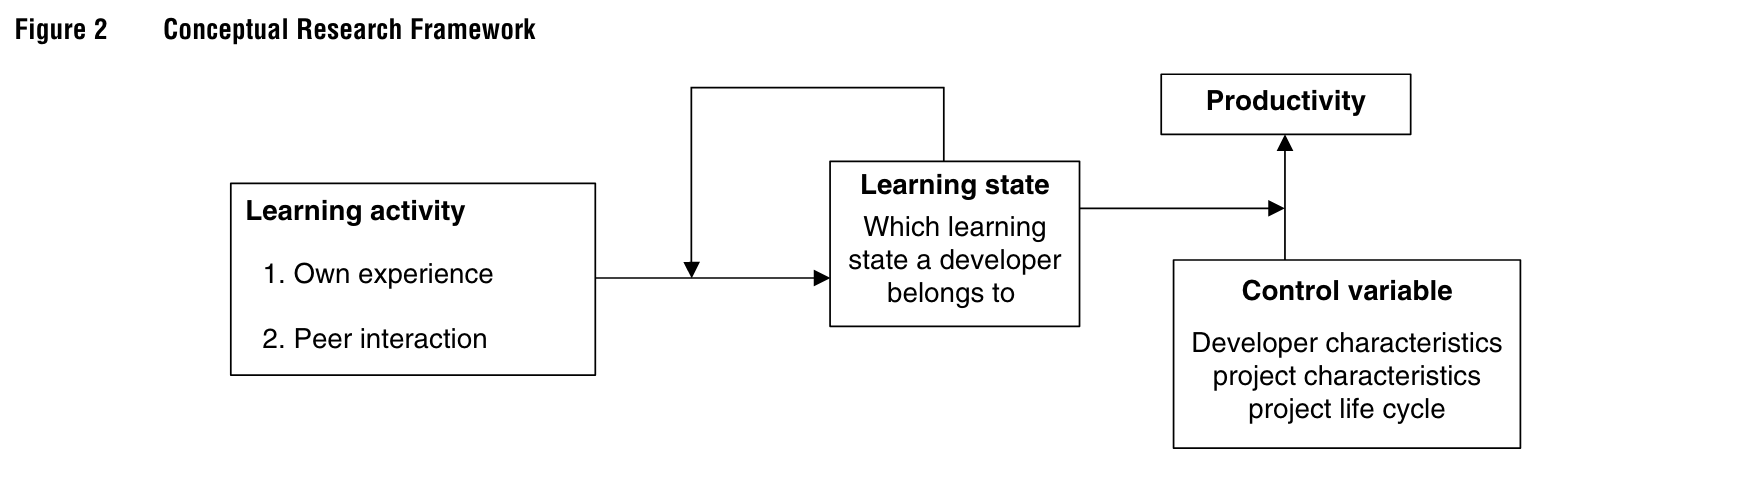 Figure 2 Conceptual Research Framework
Productivity
Learning activity
1. Own experience
2. Peer interaction
Learning state
Which learning
state a developer
belongs to
Control variable
Developer characteristics
project characteristics
project life cycle